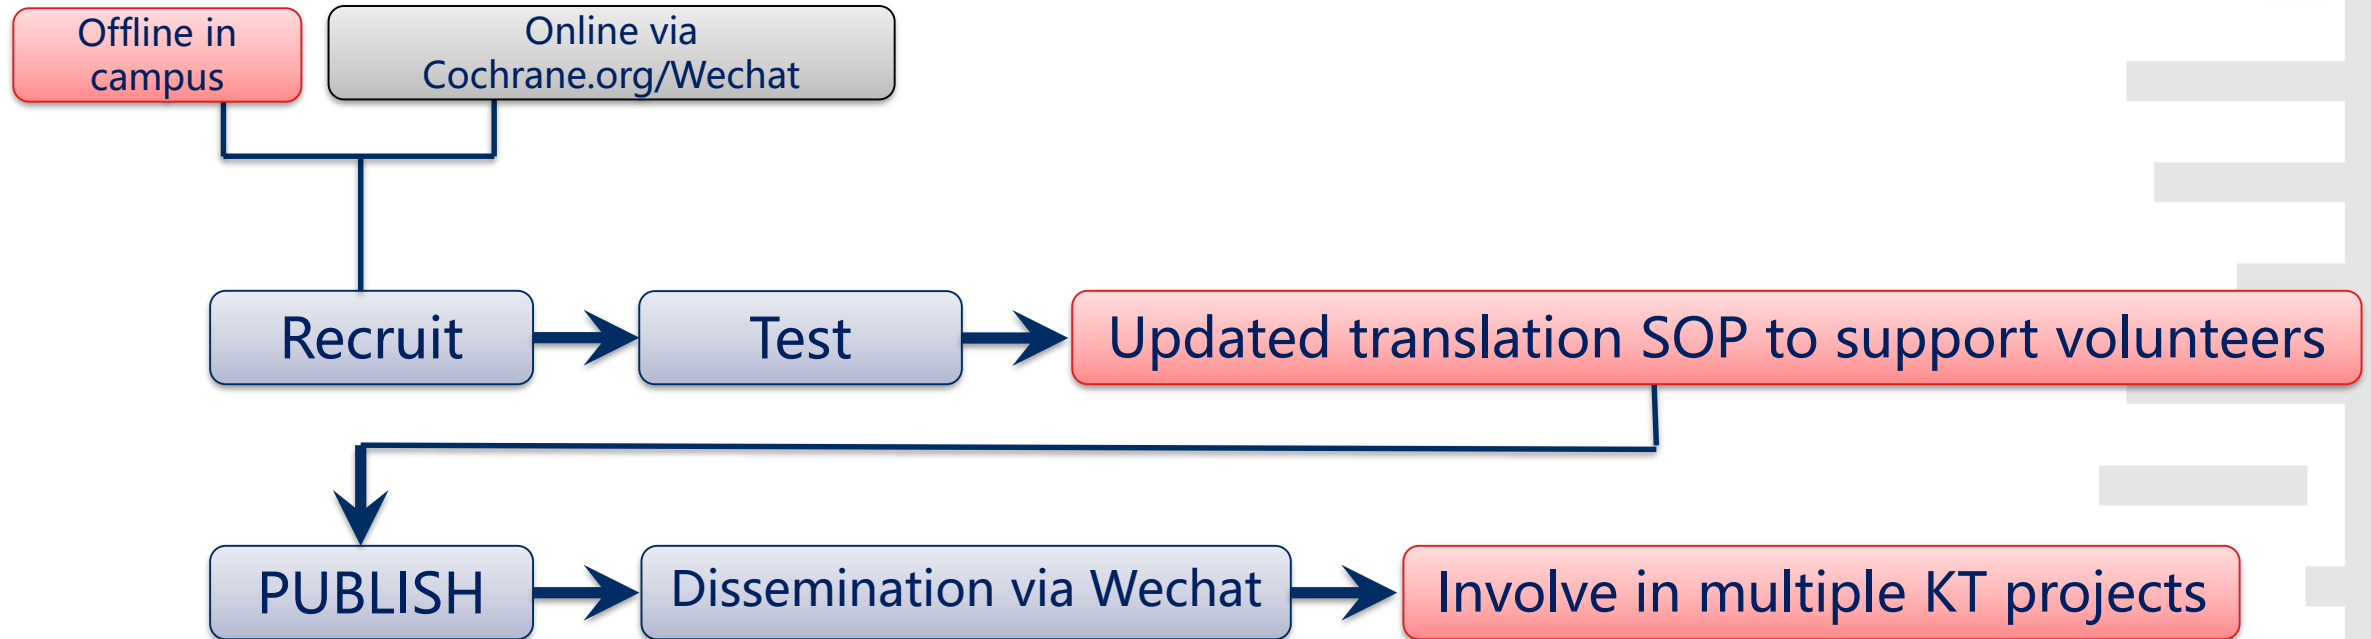 Offline in
campus
Online via
Cochrane.org/Wechat
Recruit
Test
Updated translation SOP to support volunteers
PUBLISH
Dissemination via Wechat
Involve in multiple KT projects